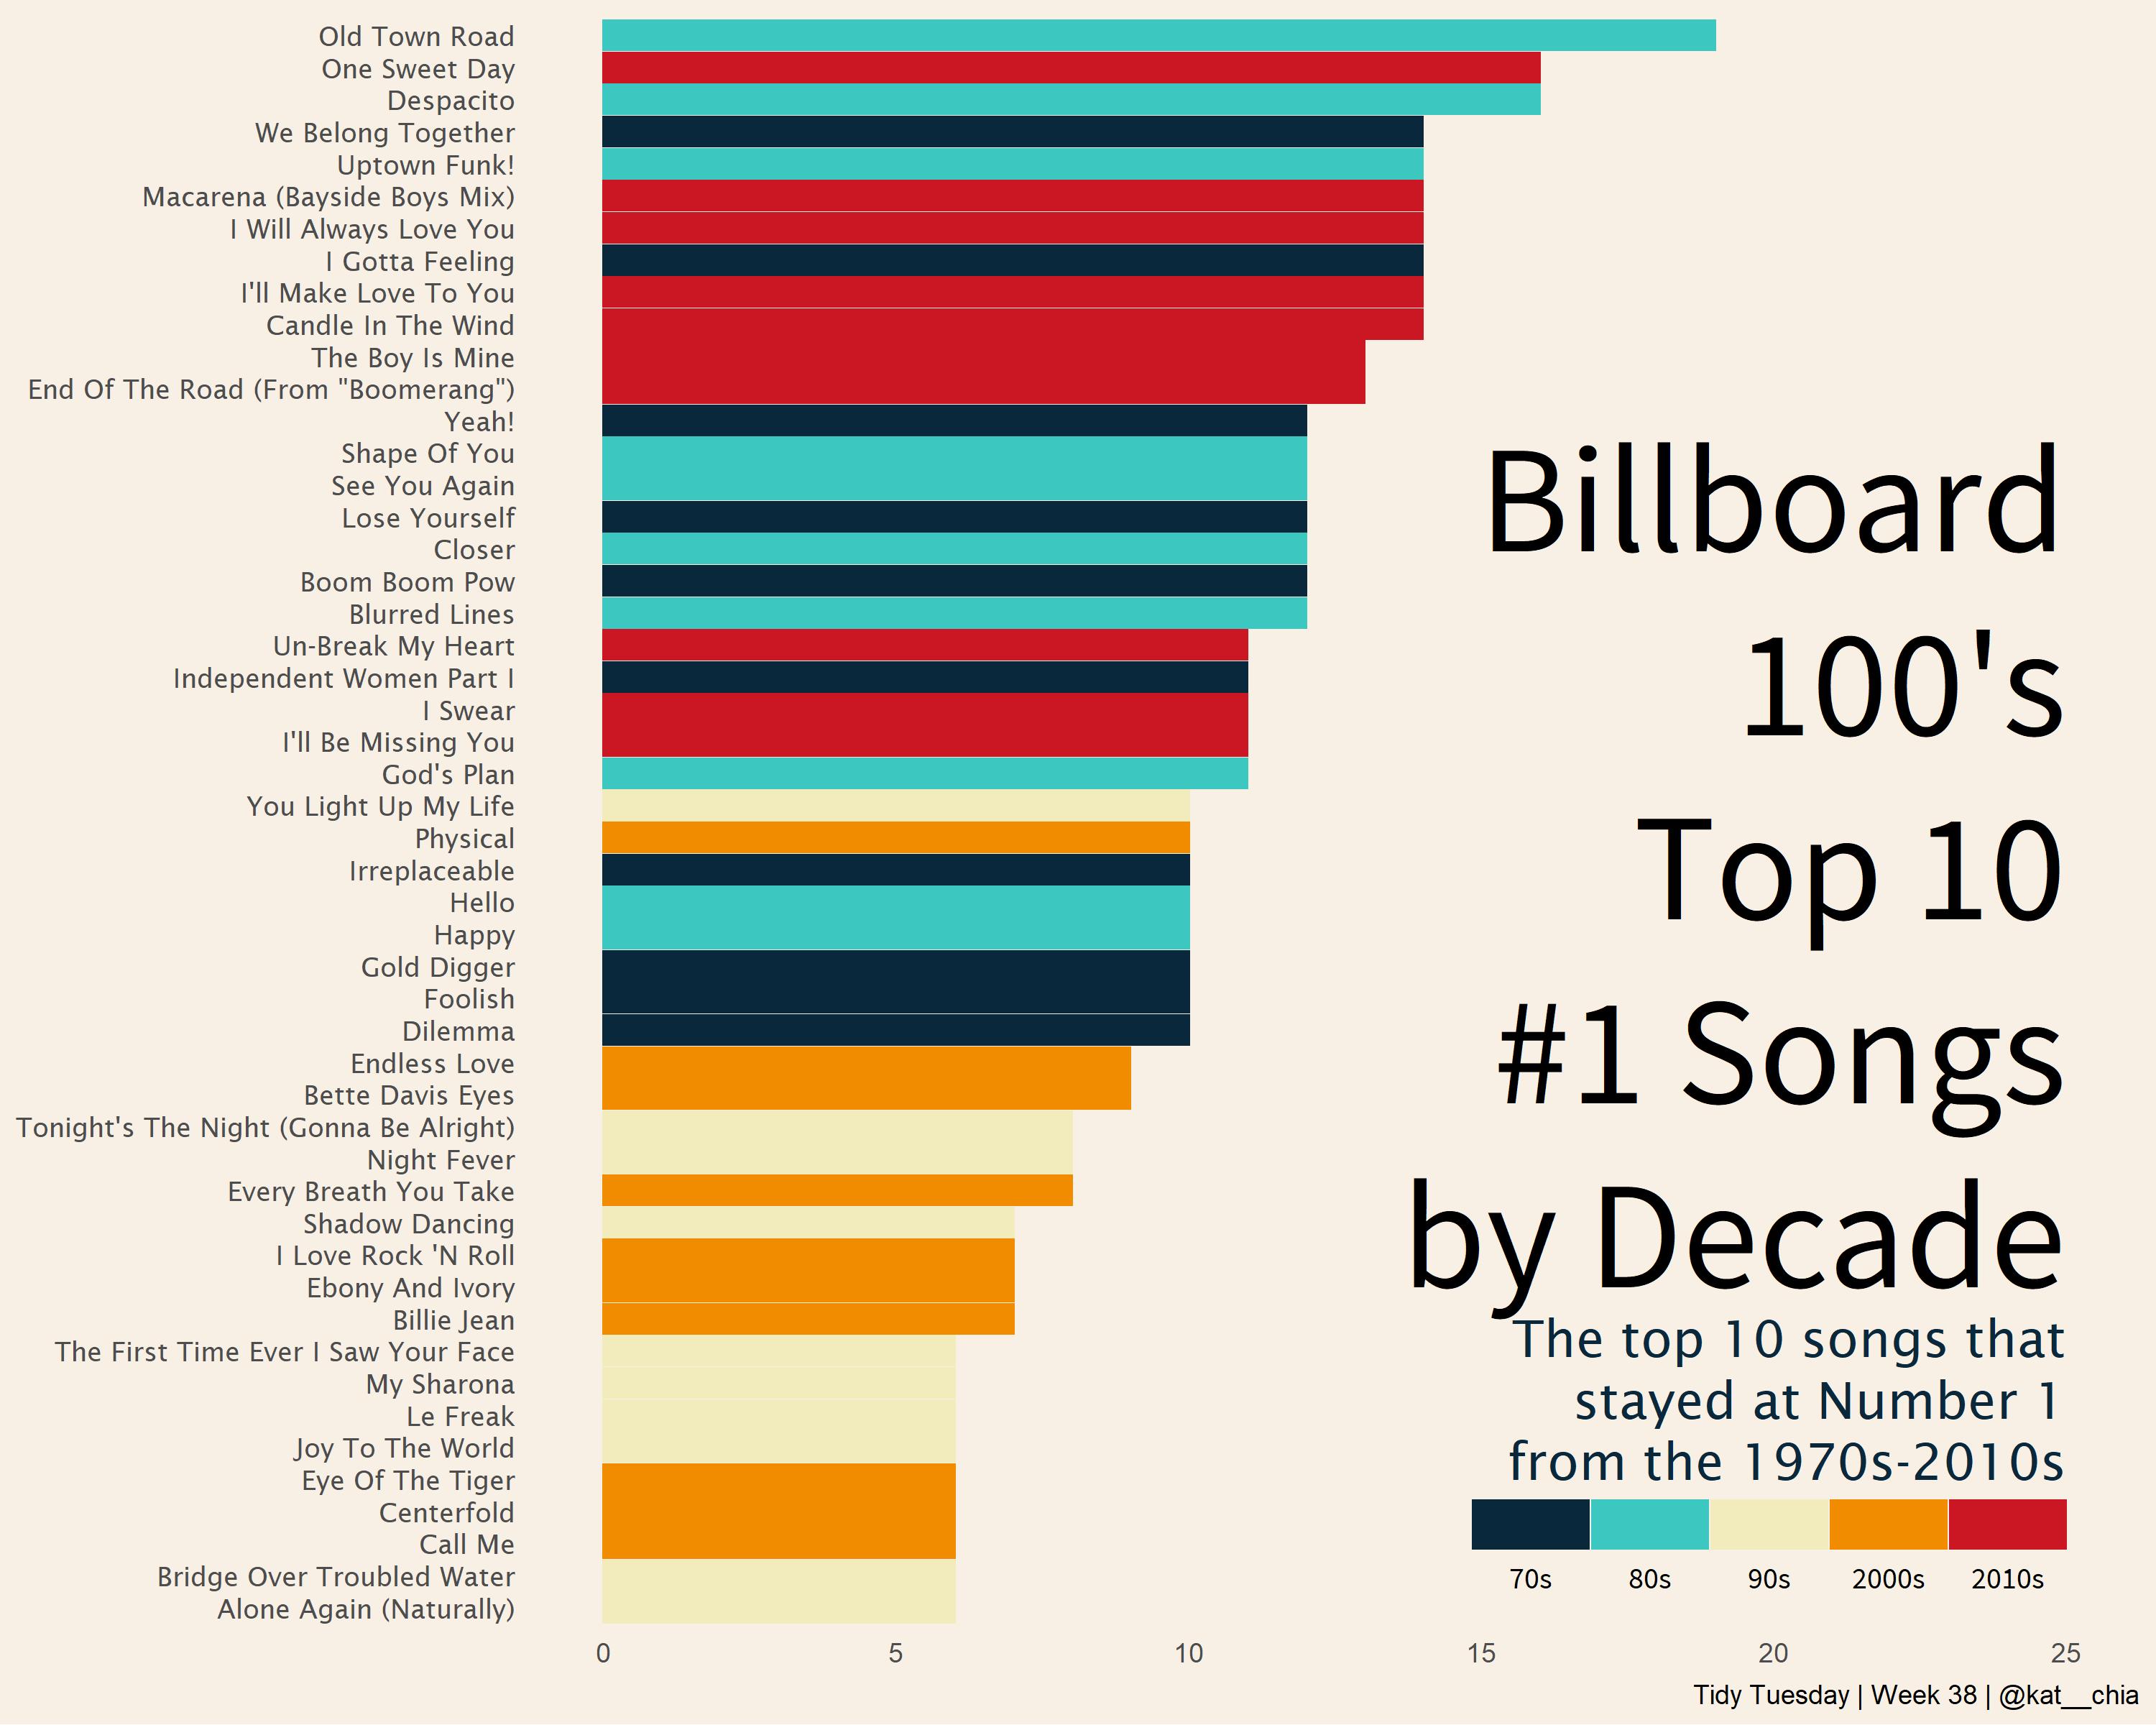 Old Town Road
One Sweet Day
Despacito
We Belong Together
Uptown Funk!
Macarena (Bayside Boys Mix)
I Will Always Love You
I Gotta Feeling
I'll Make Love To You
Candle In The Wind
The Boy Is Mine
End Of The Road (From "Boomerang")
Yeah!
Shape Of You
See You Again
Lose Yourself
Closer
Boom Boom Pow
Blurred Lines
Un-Break My Heart
Independent Women Part I
I Swear
I'll Be Missing You
God's Plan
You Light Up My Life
Physical
Irreplaceable
Hello
Happy
Gold Digger
Foolish
Dilemma
Endless Love
Bette Davis Eyes
Tonight's The Night (Gonna Be Alright)
Night Fever
Every Breath You Take
Shadow Dancing
I Love Rock 'N Roll
Ebony And Ivory
Billie Jean
The First Time Ever I Saw Your Face
My Sharona
Le Freak
Joy To The World
Eye Of The Tiger
Centerfold
Call Me
Bridge Over Troubled Water
Alone Again (Naturally)
0 5 10 15 20 25
Billboard
100's
Top 10
#1 Songs
by Decade
The top 10 songs that
stayed at Number 1
from the 1970s-2010s
70s 80s 90s 2000s 2010s
Tidy Tuesday | Week 38 | @kat__chia